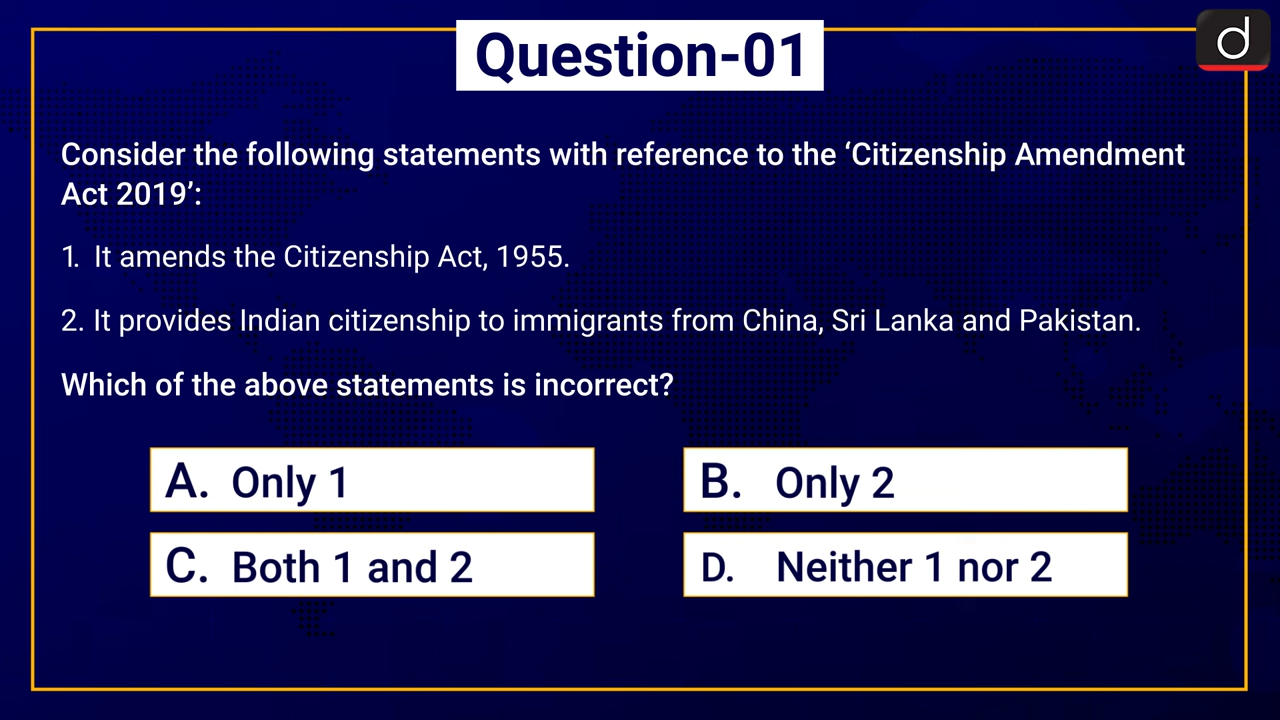 Question-01
d
Consider the following statements with reference to the ‘Citizenship Amendment
Act 2019’:
1. It amends the Citizenship Act, 1955.
2. It provides Indian citizenship to immigrants from China, Sri Lanka and Pakistan.
Which of the above statements is incorrect?
A. Only 1
B. Only 2
C. Both 1 and 2
D. Neither 1 nor 2